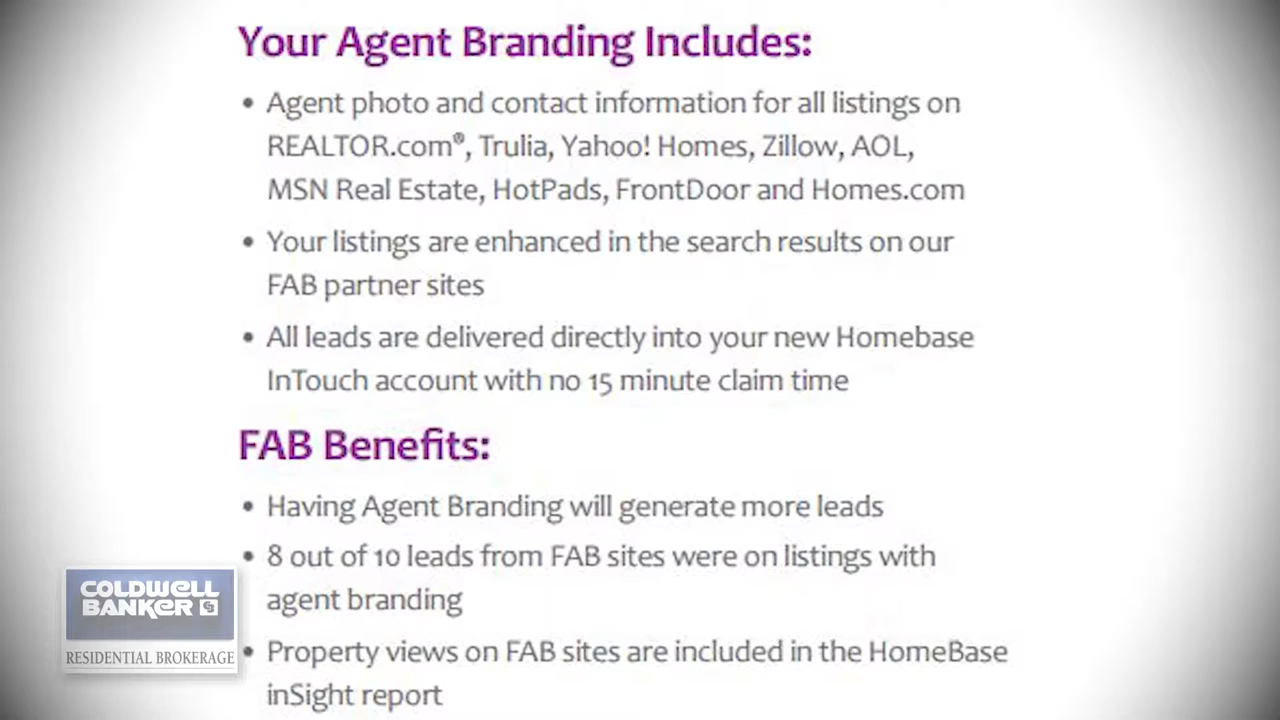 Your Agent Branding Includes:
• Agent photo and contact information for all listings on
REALTOR.com®, Trulia, Yahoo! Homes, Zillow, AOL,
MSN Real Estate, HotPads, FrontDoor and Homes.com
• Your listings are enhanced in the search results on our
FAB partner sites
• All leads are delivered directly into your new Homebase
InTouch account with no 15 minute claim time
FAB Benefits:
• Having Agent Branding will generate more leads
• 8 out of 10 leads from FAB sites were on listings with
agent branding
• Property views on FAB sites are included in the HomeBase
inSight report
COLDWELL
BANKER
RESIDENTIAL BROKERAGE